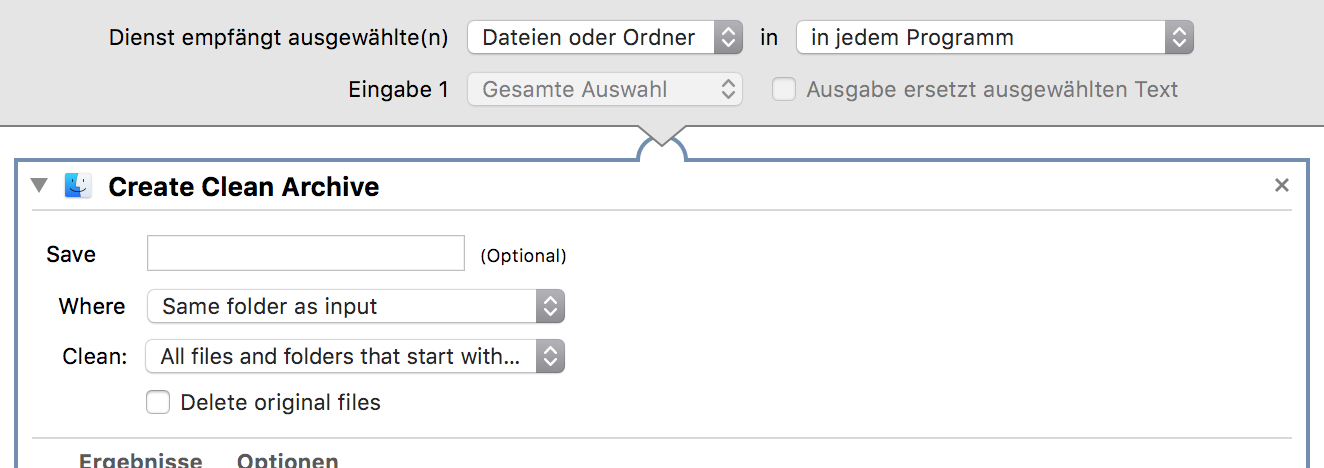 Dienst empfängt ausgewählte(n) Dateien oder Ordner in in jedem Programm
Eingabe 1 Gesamte Auswahl Ausgabe ersetzt ausgewählten Text
Create Clean Archive
Save (Optional)
Where Same folder as input
Clean: All files and folders that start with...
Delete original files
Ergebnisse Optionen